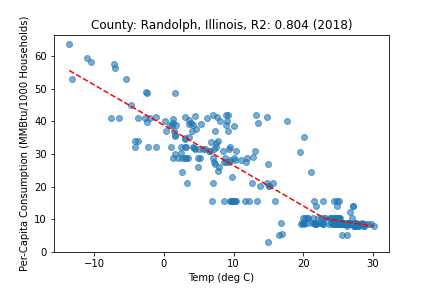 County: Randolph, Illinois, R2: 0.804 (2018)
Per-Capita Consumption (MMBtu/1000 Households)
60
50
40
30
20
10
0
−10 0 10 20 30
Temp (deg C)